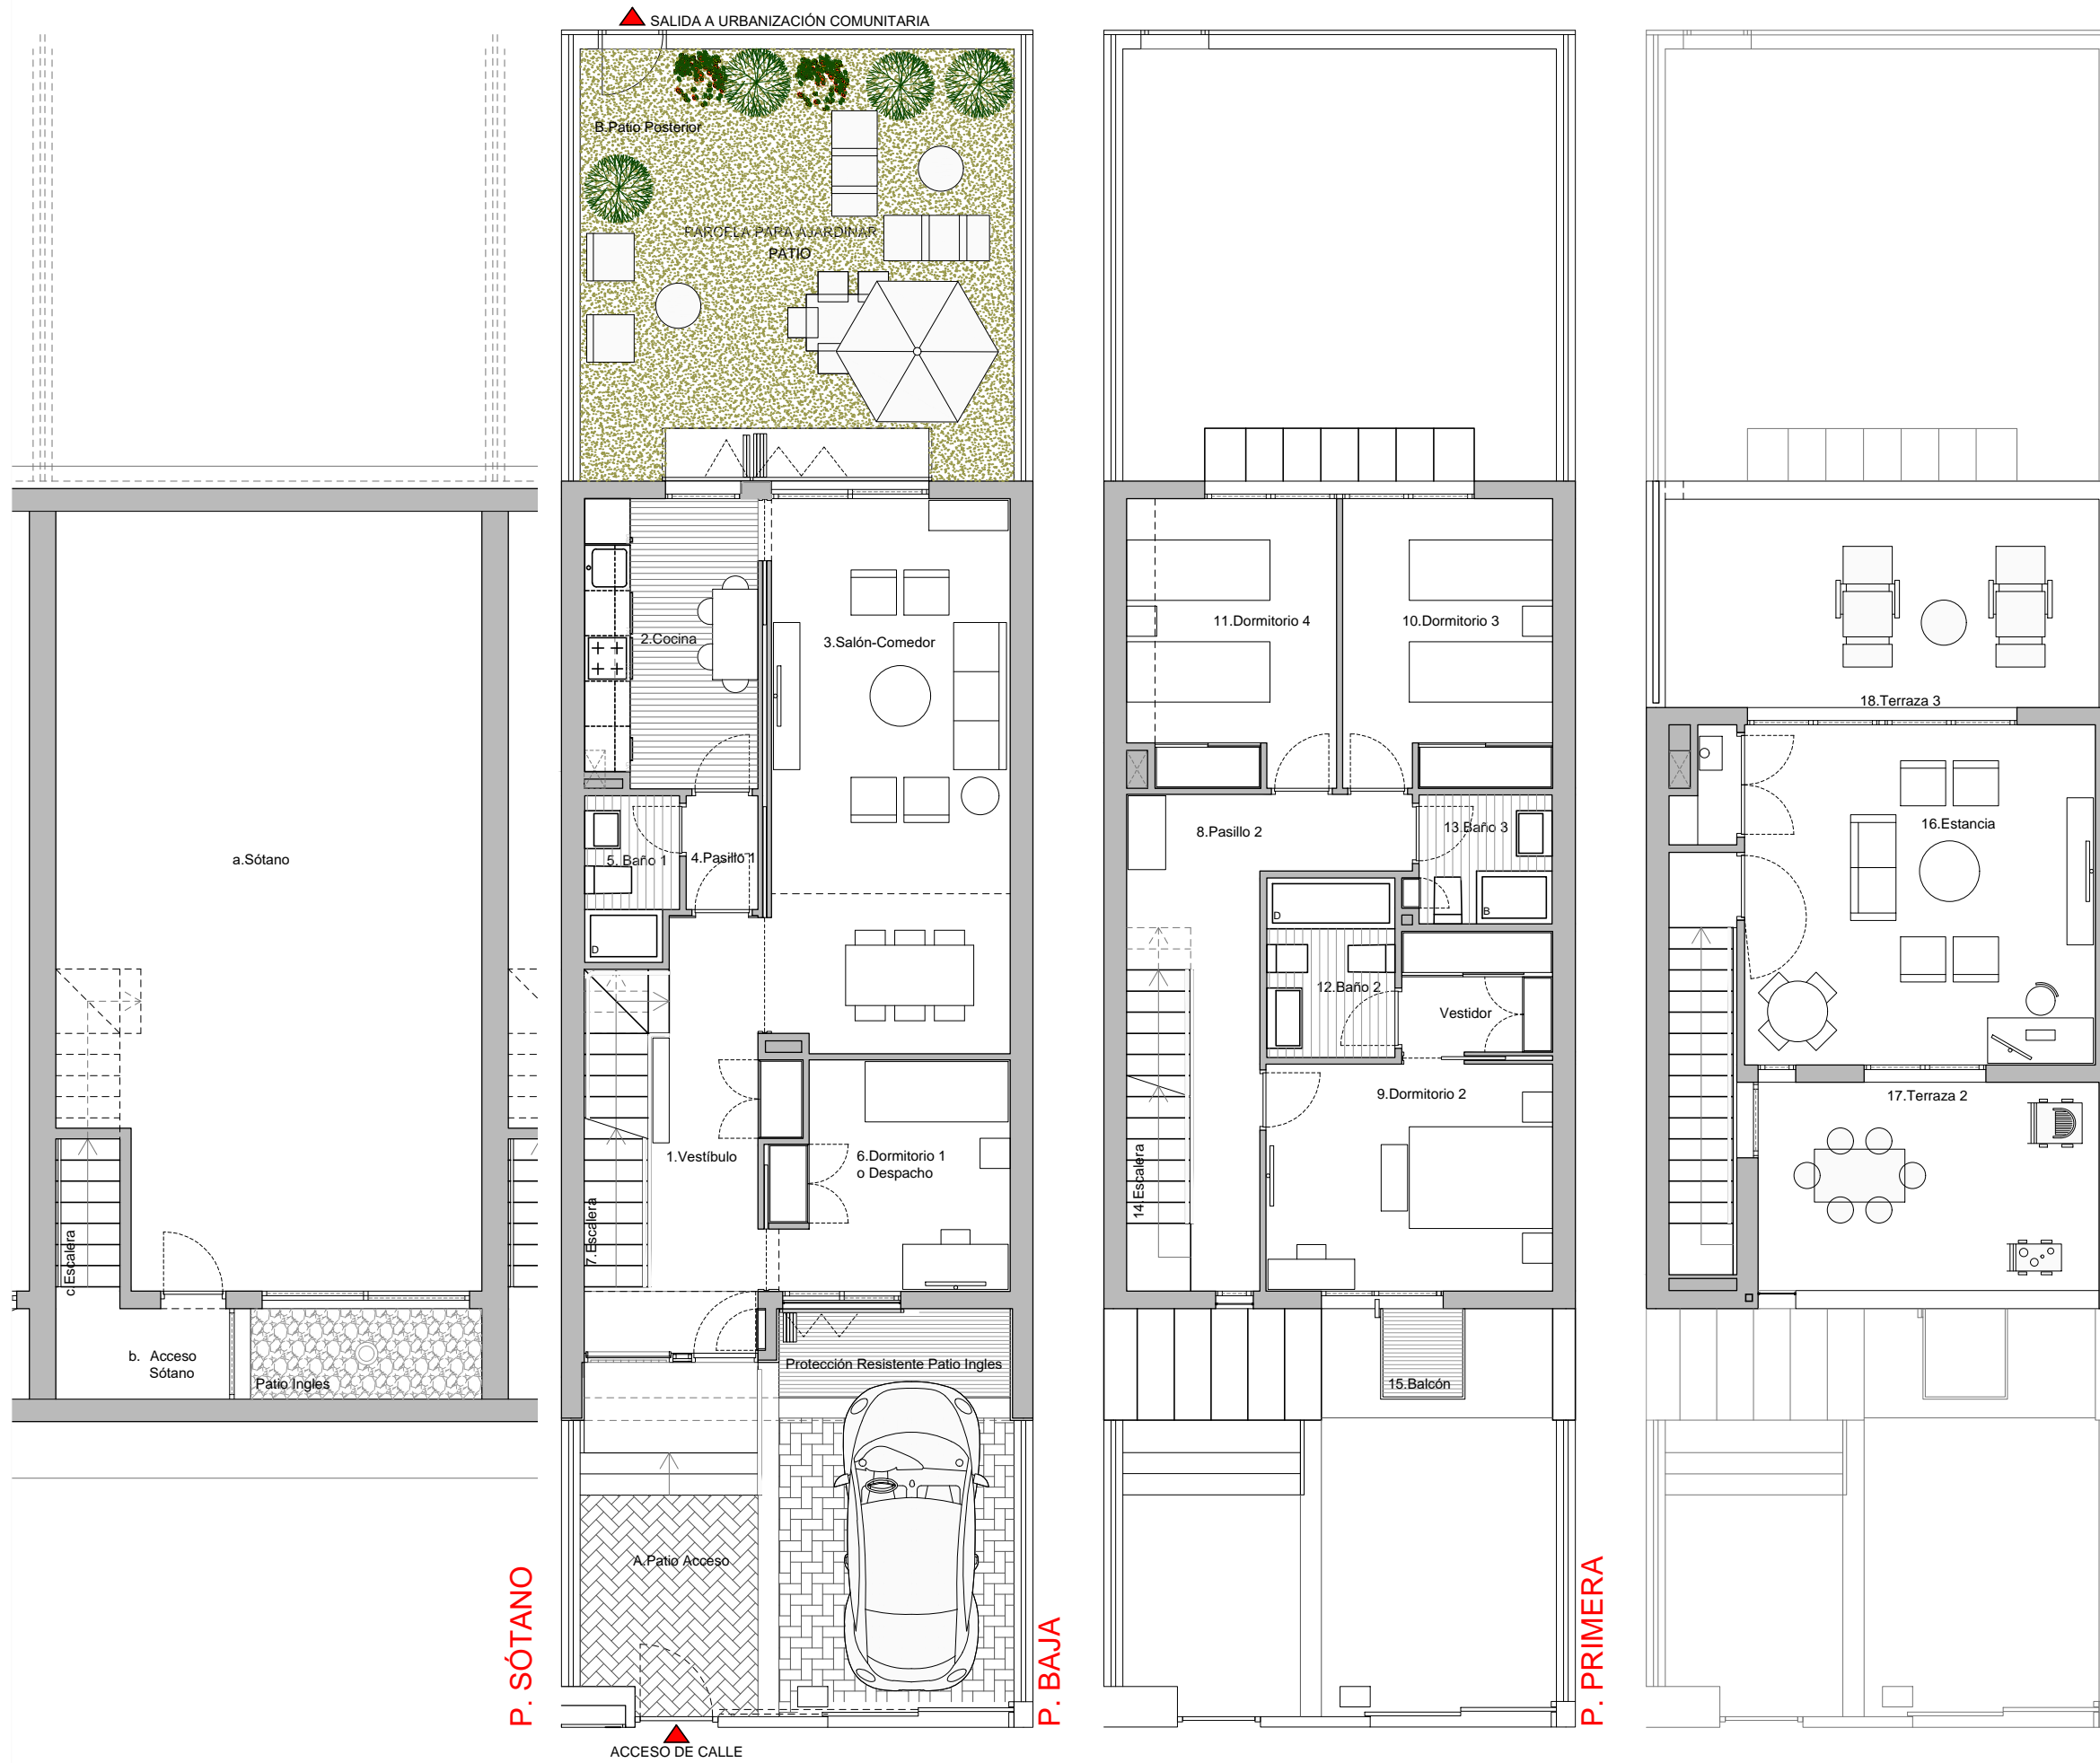 a.Sótano
c.Escalera
b. Acceso
Sótano
Patio Ingles
P. SÓTANO
SALIDA A URBANIZACIÓN COMUNITARIA
B.Patio Posterior
PARCELA PARA AJARDINAR
PATIO
2.Cocina
3.Salón-Comedor
5. Baño 1
4.Pasillo 1
D
1.Vestíbulo
6.Dormitorio 1
o Despacho
7.Escalera
Protección Resistente Patio Ingles
A.Patio Acceso
ACCESO DE CALLE
P. BAJA
11.Dormitorio 4
10.Dormitorio 3
8.Pasillo 2
13.Baño 3
D
B
12.Baño 2
Vestidor
9.Dormitorio 2
14.Escalera
15.Balcón
P. PRIMERA
18.Terraza 3
16.Estancia
17.Terraza 2